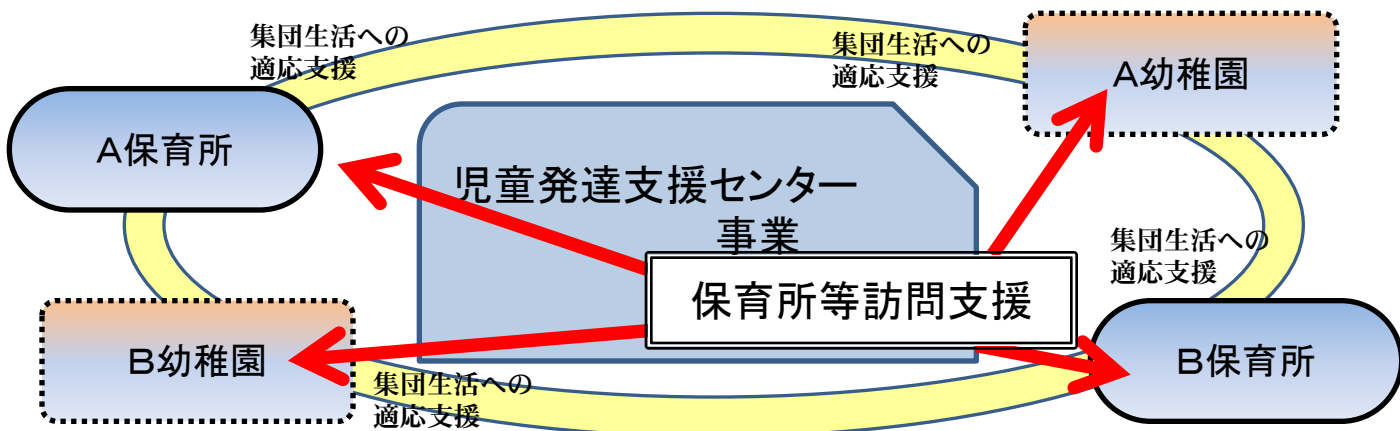 集団生活への
適応支援
集団生活への
適応支援
A幼稚園
A保育所
児童発達支援センター
事業
集団生活への
適応支援
保育所等訪問支援
B幼稚園
B保育所
集団生活への
適応支援